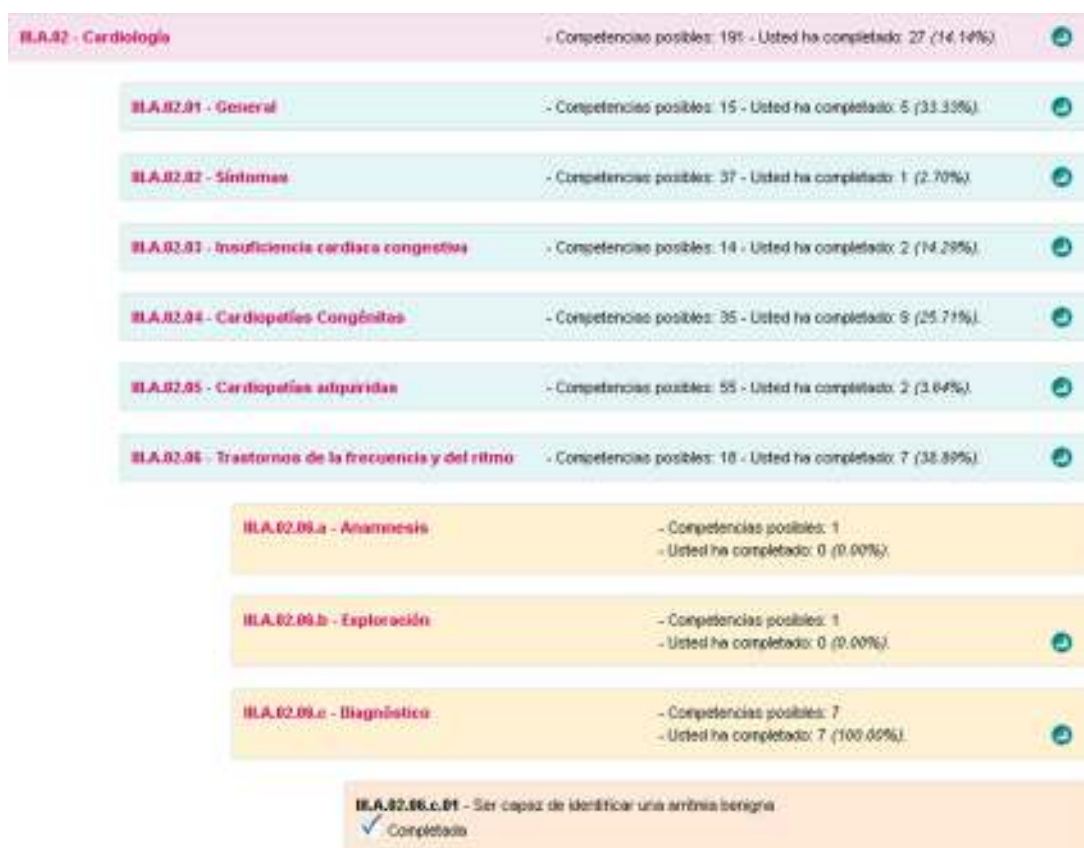 III.A.02 - Cardiología - Competencias posibles: 191 - Usted ha completado: 27 (14.14%).
III.A.02.01 - General - Competencias posibles: 15 - Usted ha completado: 5 (33.33%).
III.A.02.02 - Síntomas - Competencias posibles: 37 - Usted ha completado: 1 (2.70%).
III.A.02.03 - Insuficiencia cardiaca congestiva - Competencias posibles: 14 - Usted ha completado: 2 (14.29%).
III.A.02.04 - Cardiopatías Congénitas - Competencias posibles: 35 - Usted ha completado: 9 (25.71%).
III.A.02.05 - Cardiopatías adquiridas - Competencias posibles: 55 - Usted ha completado: 2 (3.64%).
III.A.02.06 - Trastornos de la frecuencia y del ritmo - Competencias posibles: 18 - Usted ha completado: 7 (38.89%).
III.A.02.06.a - Anamnesis - Competencias posibles: 1
- Usted ha completado: 0 (0.00%).
III.A.02.06.b - Exploración - Competencias posibles: 1
- Usted ha completado: 0 (0.00%).
III.A.02.06.c - Diagnóstico - Competencias posibles: 7
- Usted ha completado: 7 (100.00%).
III.A.02.06.c.01 - Ser capaz de identificar una arritmia benigna
Completada